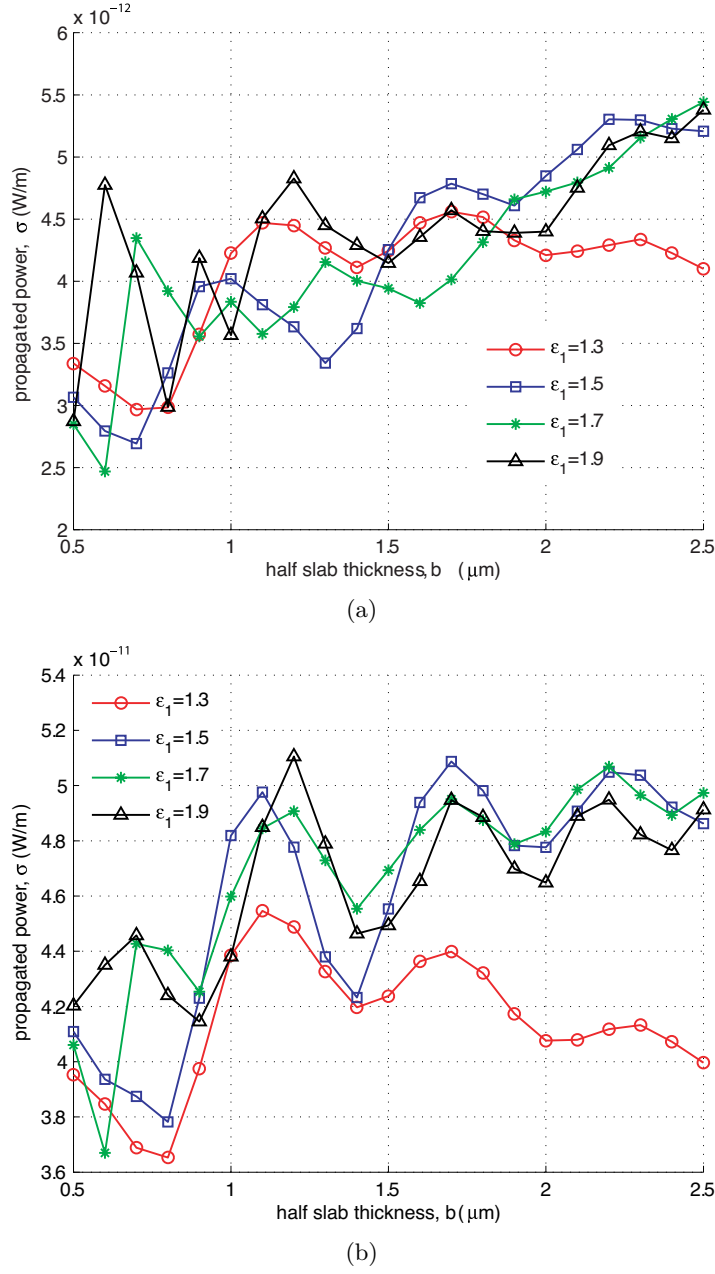 x 10⁻¹²
6
5.5
5
4.5
4
3.5
3
2.5
2
propagated power, σ (W/m)
ε₁=1.3
ε₁=1.5
ε₁=1.7
ε₁=1.9
0.5 1 1.5 2 2.5
half slab thickness, b (μm)
(a)
x 10⁻¹¹
5.4
5.2
5
4.8
4.6
4.4
4.2
4
3.8
3.6
propagated power, σ (W/m)
ε₁=1.3
ε₁=1.5
ε₁=1.7
ε₁=1.9
0.5 1 1.5 2 2.5
half slab thickness, b (μm)
(b)